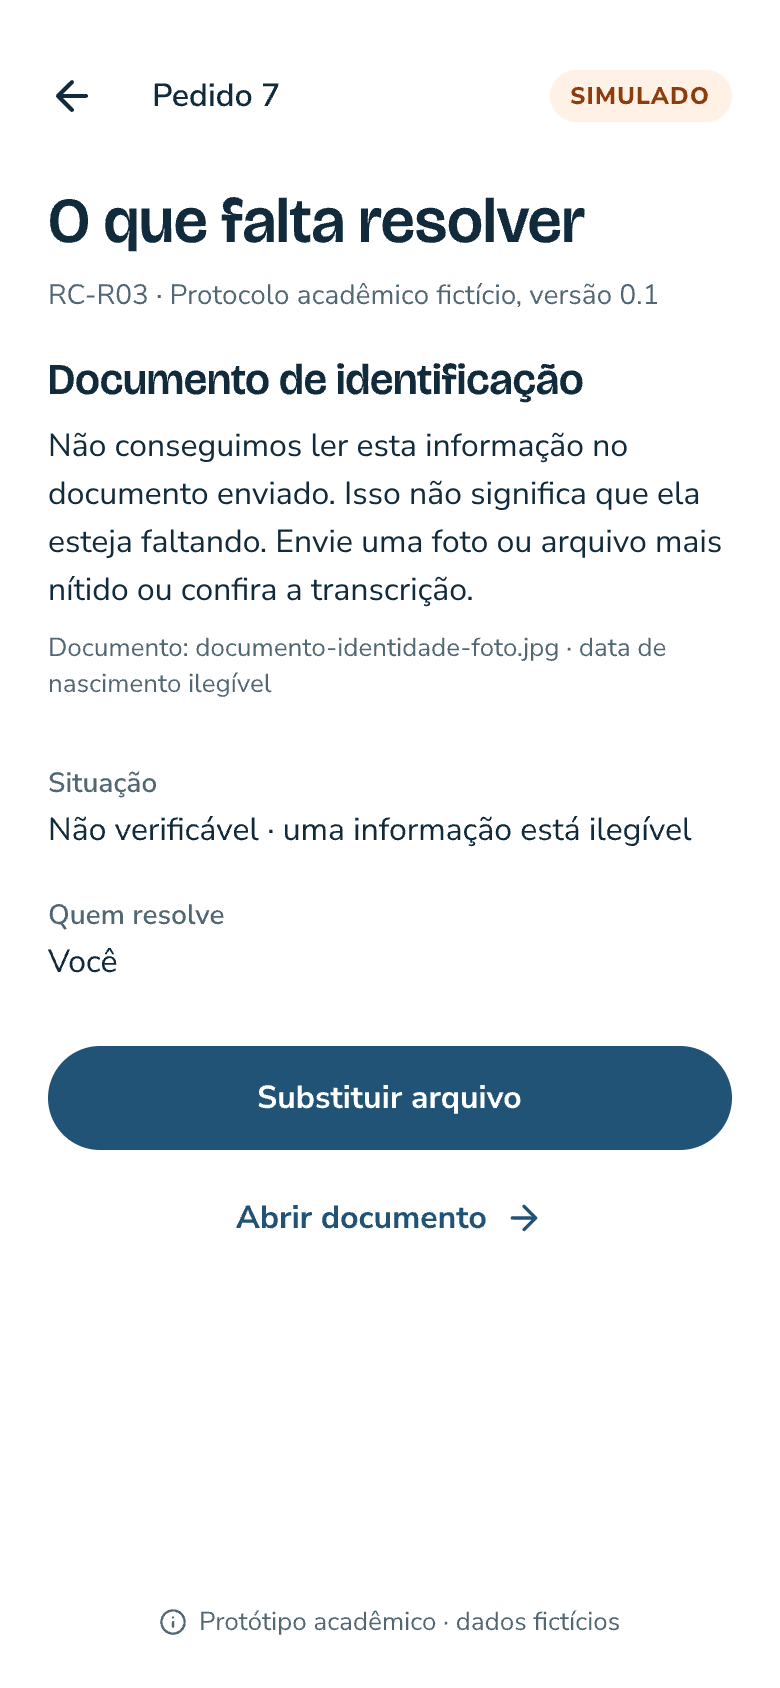 Pedido 7
SIMULADO
O que falta resolver
RC-R03 · Protocolo acadêmico fictício, versão 0.1
Documento de identificação
Não conseguimos ler esta informação no
documento enviado. Isso não significa que ela
esteja faltando. Envie uma foto ou arquivo mais
nítido ou confira a transcrição.
Documento: documento-identidade-foto.jpg · data de
nascimento ilegível
Situação
Não verificável · uma informação está ilegível
Quem resolve
Você
Substituir arquivo
Abrir documento
Protótipo acadêmico · dados fictícios